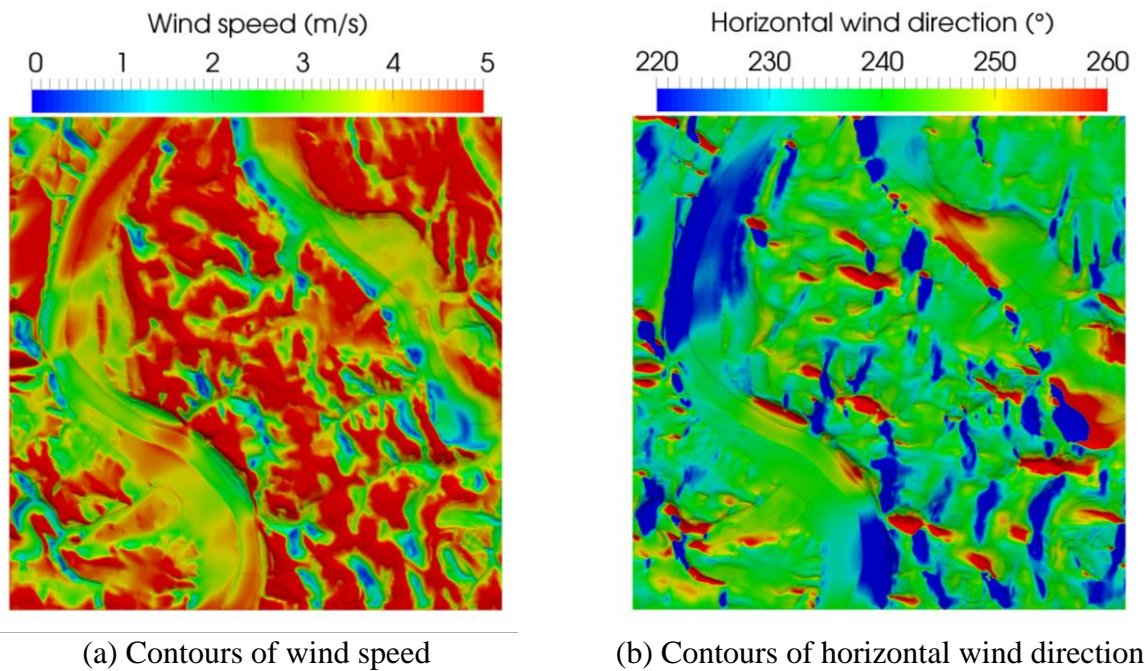 Wind speed (m/s)
0 1 2 3 4 5
Horizontal wind direction (°)
220 230 240 250 260
(a) Contours of wind speed
(b) Contours of horizontal wind direction